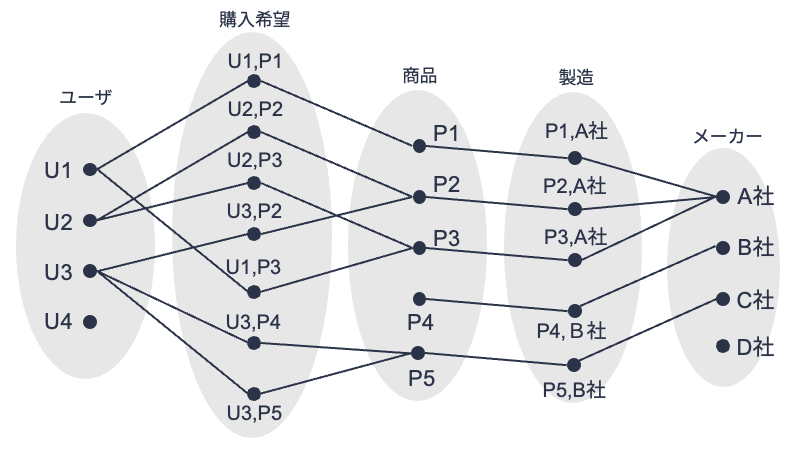 購入希望
商品
製造
ユーザ
メーカー
U1
U2
U3
U4
U1,P1
U2,P2
U2,P3
U3,P2
U1,P3
U3,P4
U3,P5
P1
P2
P3
P4
P5
P1,A社
P2,A社
P3,A社
P4,Ｂ社
P5,B社
A社
B社
C社
D社